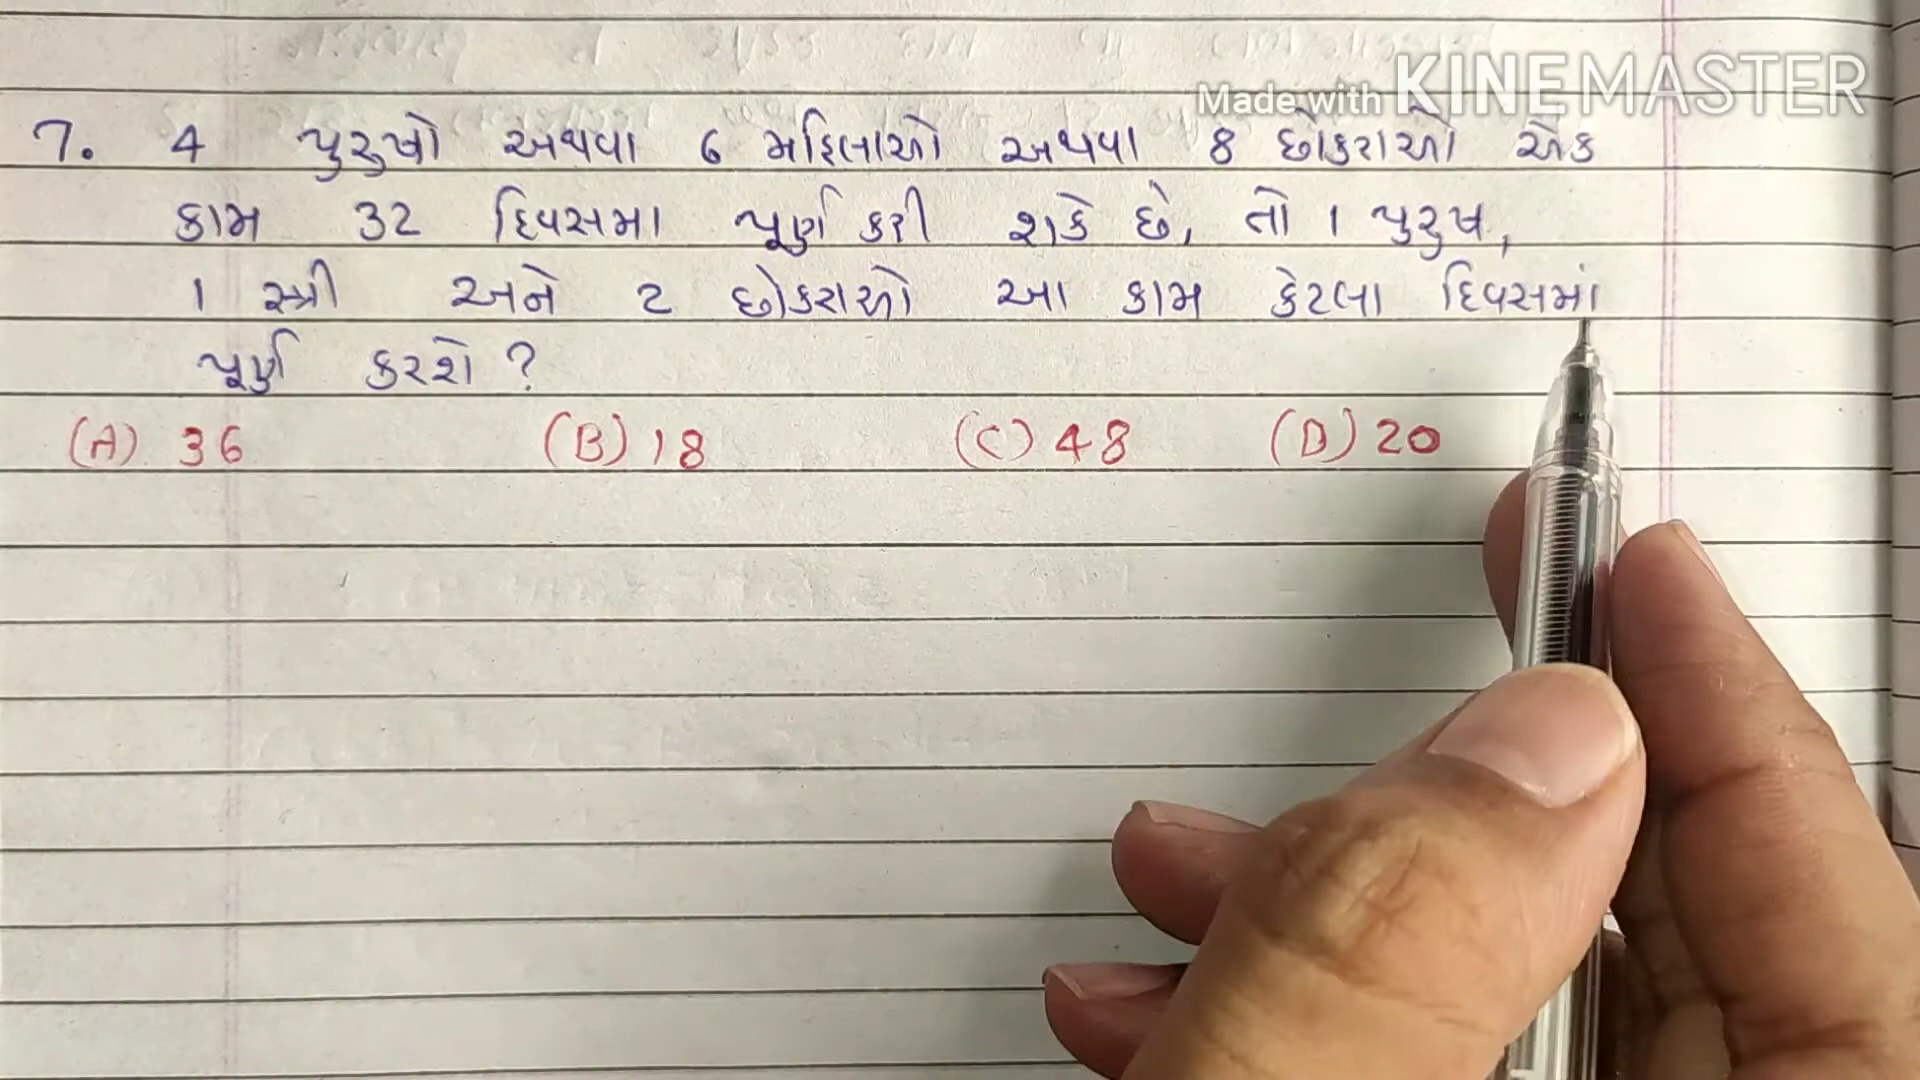 Made with KINEMASTER
7. 4 પુરુષો અથવા 6 મહિલાઓ અથવા 8 છોકરાઓ એક
કામ 32 દિવસમા પૂર્ણ કરી શકે છે, તો 1 પુરુષ,
1 સ્ત્રી અને 2 છોકરાઓ આ કામ કેટલા દિવસમાં
પૂર્ણ કરશે ?
(A) 36 (B) 18 (C) 48 (D) 20